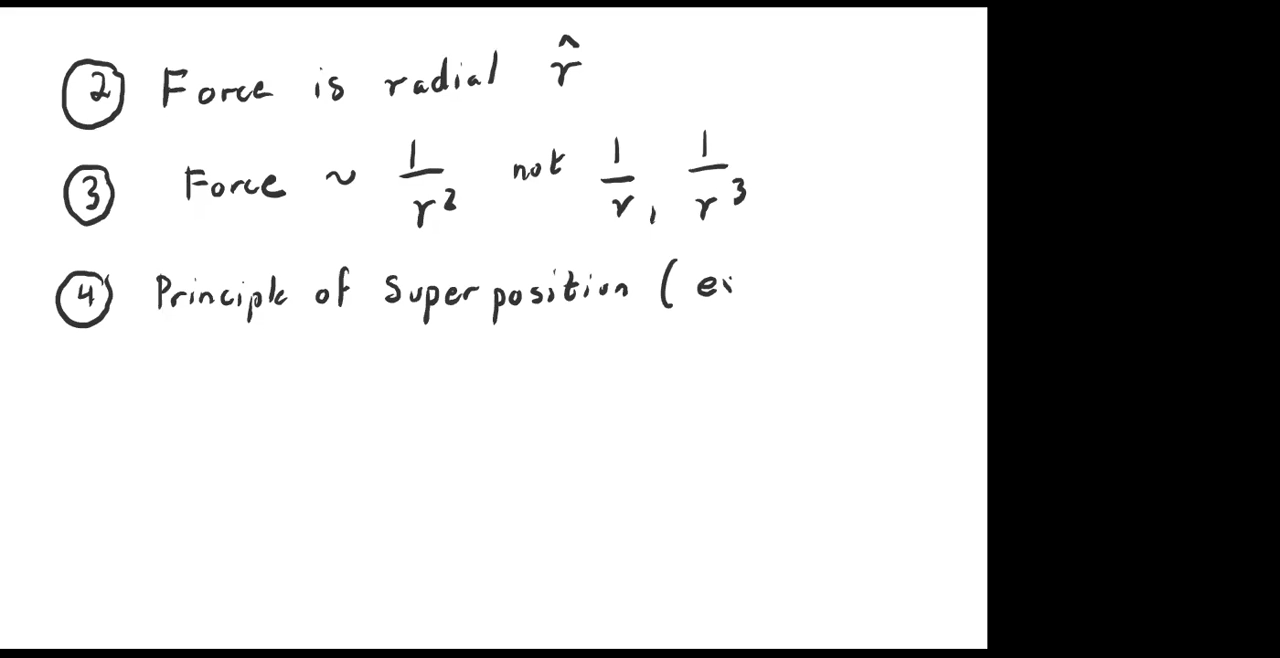 ② Force is radial r̂
③ Force ~ 1/r² not 1/r, 1/r³
④ Principle of Superposition (